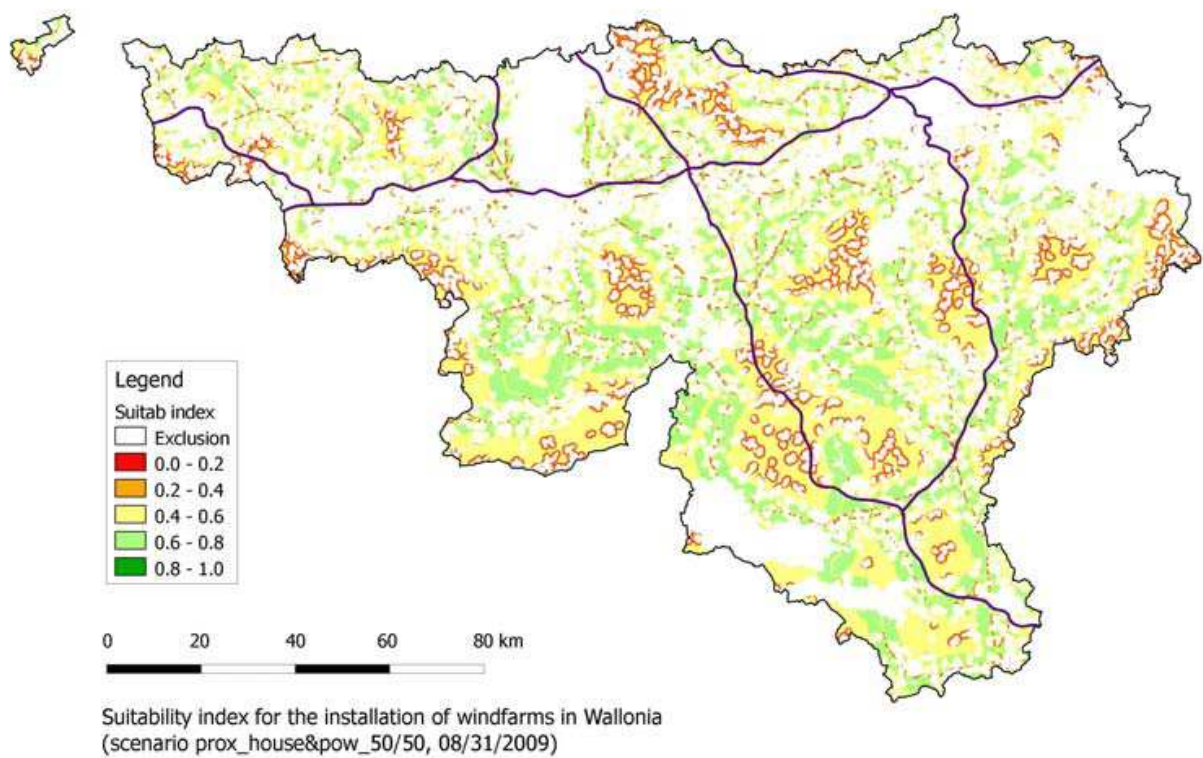 Legend
Suitab index
Exclusion
0.0 - 0.2
0.2 - 0.4
0.4 - 0.6
0.6 - 0.8
0.8 - 1.0
0 20 40 60 80 km
Suitability index for the installation of windfarms in Wallonia
(scenario prox_house&pow_50/50, 08/31/2009)